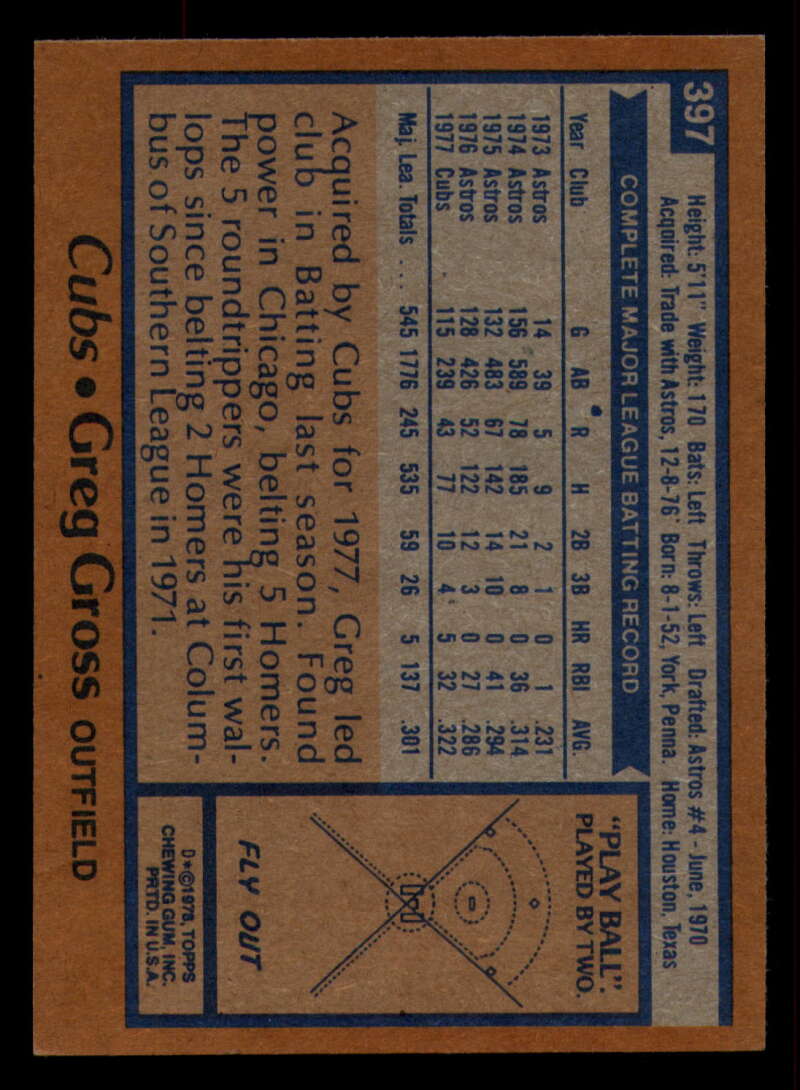 397
Height: 5'11" Weight: 170 Bats: Left Throws: Left Drafted: Astros #4 - June, 1970
Acquired: Trade with Astros, 12-8-76 Born: 8-1-52, York, Penna. Home: Houston, Texas
COMPLETE MAJOR LEAGUE BATTING RECORD
Year Club G AB R H 2B 3B HR RBI AVG.
1973 Astros 14 39 5 9 2 1 0 1 .231
1974 Astros 156 589 78 185 21 8 0 36 .314
1975 Astros 132 483 67 142 14 10 0 41 .294
1976 Astros 128 426 52 122 12 3 0 27 .286
1977 Cubs 115 239 43 77 10 4 5 32 .322
Maj. Lea. Totals ... 545 1776 245 535 59 26 5 137 .301
Acquired by Cubs for 1977, Greg led
club in Batting last season. Found
power in Chicago, belting 5 Homers.
The 5 roundtrippers were his first wal-
lops since belting 2 Homers at Colum-
bus of Southern League in 1971.
"PLAY BALL".
PLAYED BY TWO.
FLY OUT
D*©1978, TOPPS
CHEWING GUM, INC.
PRTD. IN U.S.A.
Cubs • Greg Gross OUTFIELD